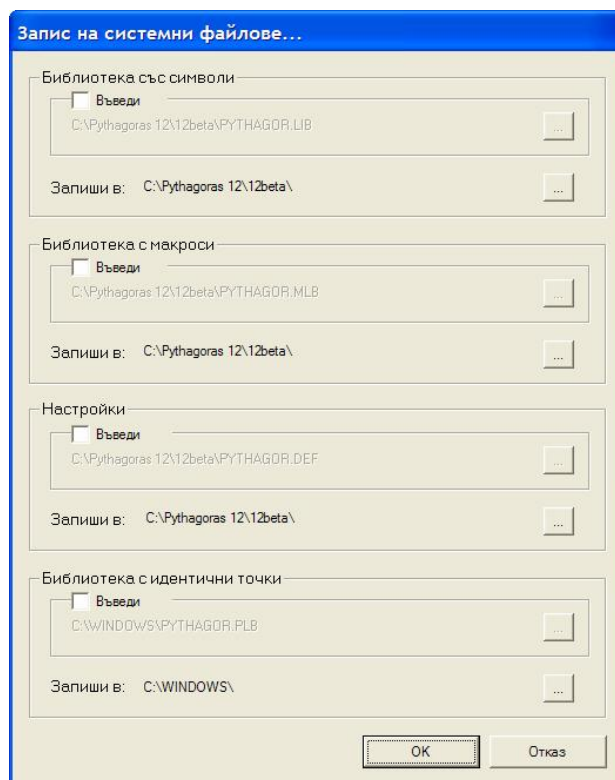 Запис на системни файлове...
Библиотека със символи
Въведи
C:\Pythagoras 12\12beta\PYTHAGOR.LIB
...
Запиши в: C:\Pythagoras 12\12beta\
...
Библиотека с макроси
Въведи
C:\Pythagoras 12\12beta\PYTHAGOR.MLB
...
Запиши в: C:\Pythagoras 12\12beta\
...
Настройки
Въведи
C:\Pythagoras 12\12beta\PYTHAGOR.DEF
...
Запиши в: C:\Pythagoras 12\12beta\
...
Библиотека с идентични точки
Въведи
C:\WINDOWS\PYTHAGOR.PLB
...
Запиши в: C:\WINDOWS\
...
OK Отказ